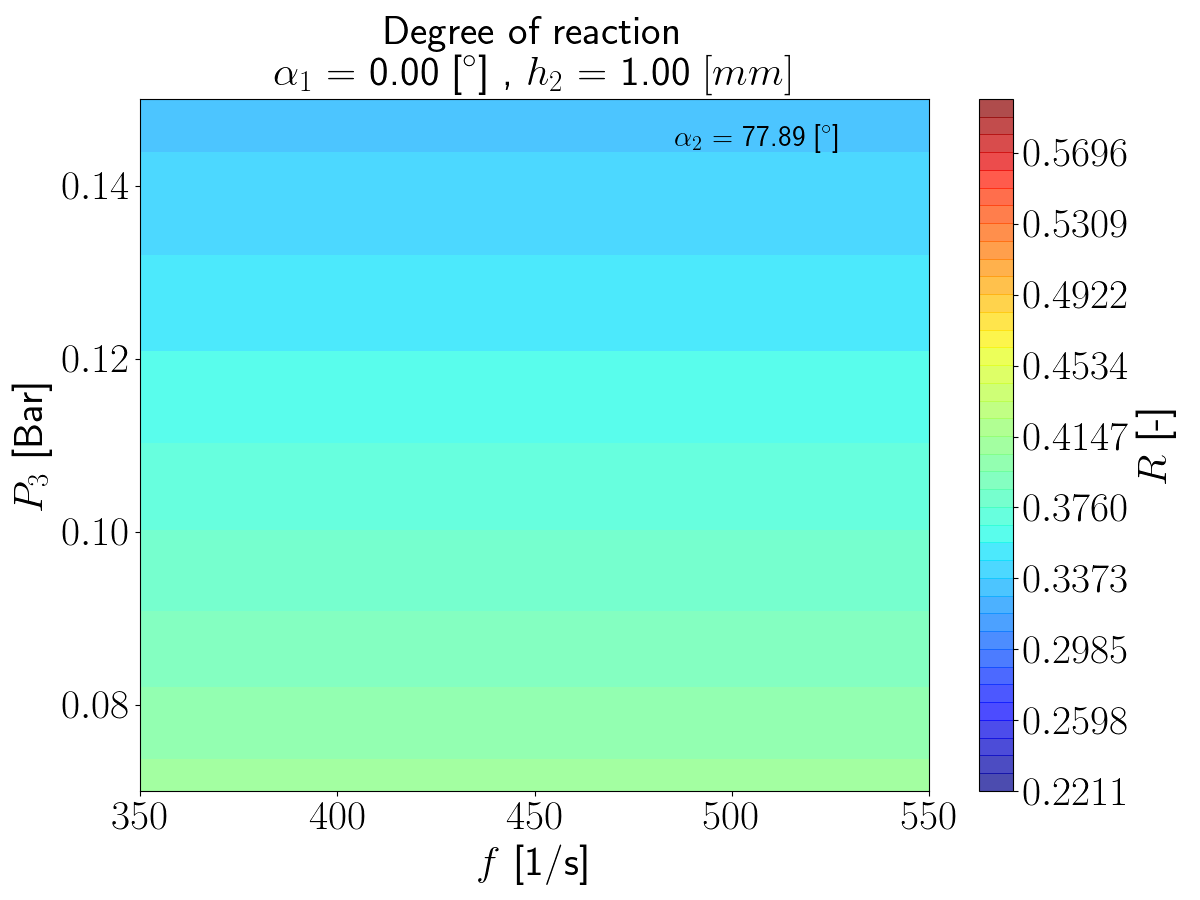 Degree of reaction
α₁ = 0.00 [°] , h₂ = 1.00 [mm]
α₂ = 77.89 [°]
P₃ [Bar]
0.14
0.12
0.10
0.08
350 400 450 500 550
f [1/s]
0.5696
0.5309
0.4922
0.4534
0.4147
0.3760
0.3373
0.2985
0.2598
0.2211
R [-]